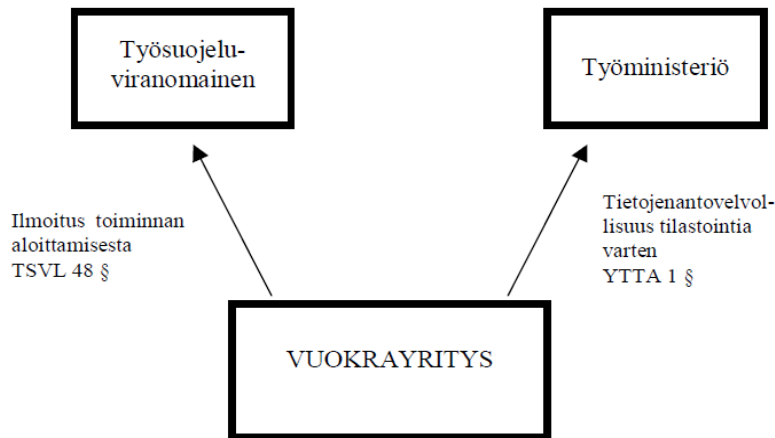 Työsuojelu-
viranomainen
Työministeriö
Ilmoitus toiminnan
aloittamisesta
TSVL 48 §
Tietojenantovelvol-
lisuus tilastointia
varten
YTTA 1 §
VUOKRAYRITYS